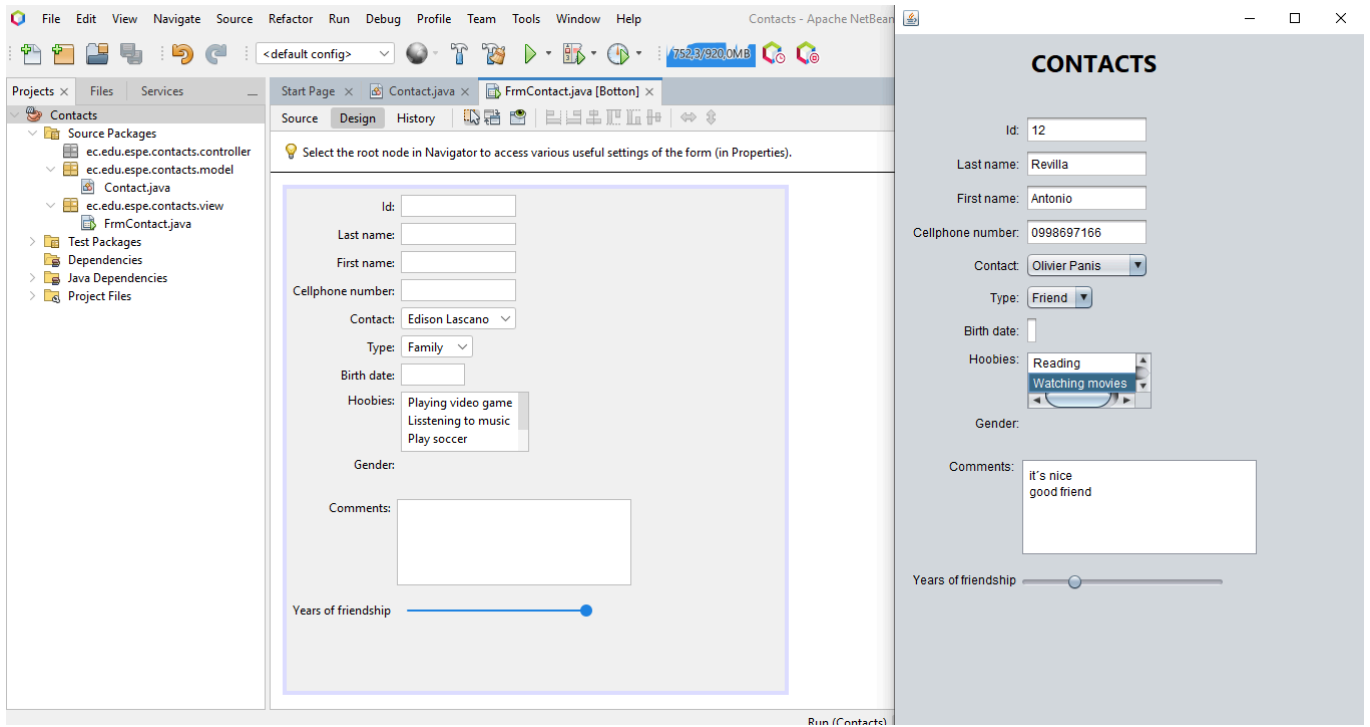 File Edit View Navigate Source Refactor Run Debug Profile Team Tools Window Help
Contacts - Apache NetBean
<default config>
752,3/920,0MB
Projects Files Services
Contacts
Source Packages
ec.edu.espe.contacts.controller
ec.edu.espe.contacts.model
Contact.java
ec.edu.espe.contacts.view
FrmContact.java
Test Packages
Dependencies
Java Dependencies
Project Files
Start Page Contact.java FrmContact.java [Botton]
Source Design History
Select the root node in Navigator to access various useful settings of the form (in Properties).
Id:
Last name:
First name:
Cellphone number:
Contact: Edison Lascano
Type: Family
Birth date:
Hoobies: Playing video game
Lisstening to music
Play soccer
Gender:
Comments:
Years of friendship
Run (Contacts)
CONTACTS
Id: 12
Last name: Revilla
First name: Antonio
Cellphone number: 0998697166
Contact: Olivier Panis
Type: Friend
Birth date:
Hoobies: Reading
Watching movies
Gender:
Comments: it´s nice
good friend
Years of friendship